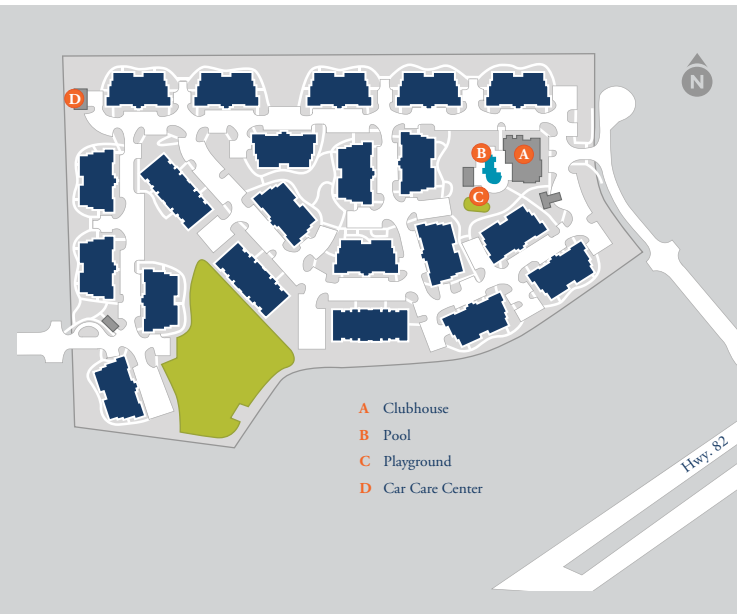 D
N
B
A
C
A Clubhouse
B Pool
C Playground
D Car Care Center
Hwy. 82